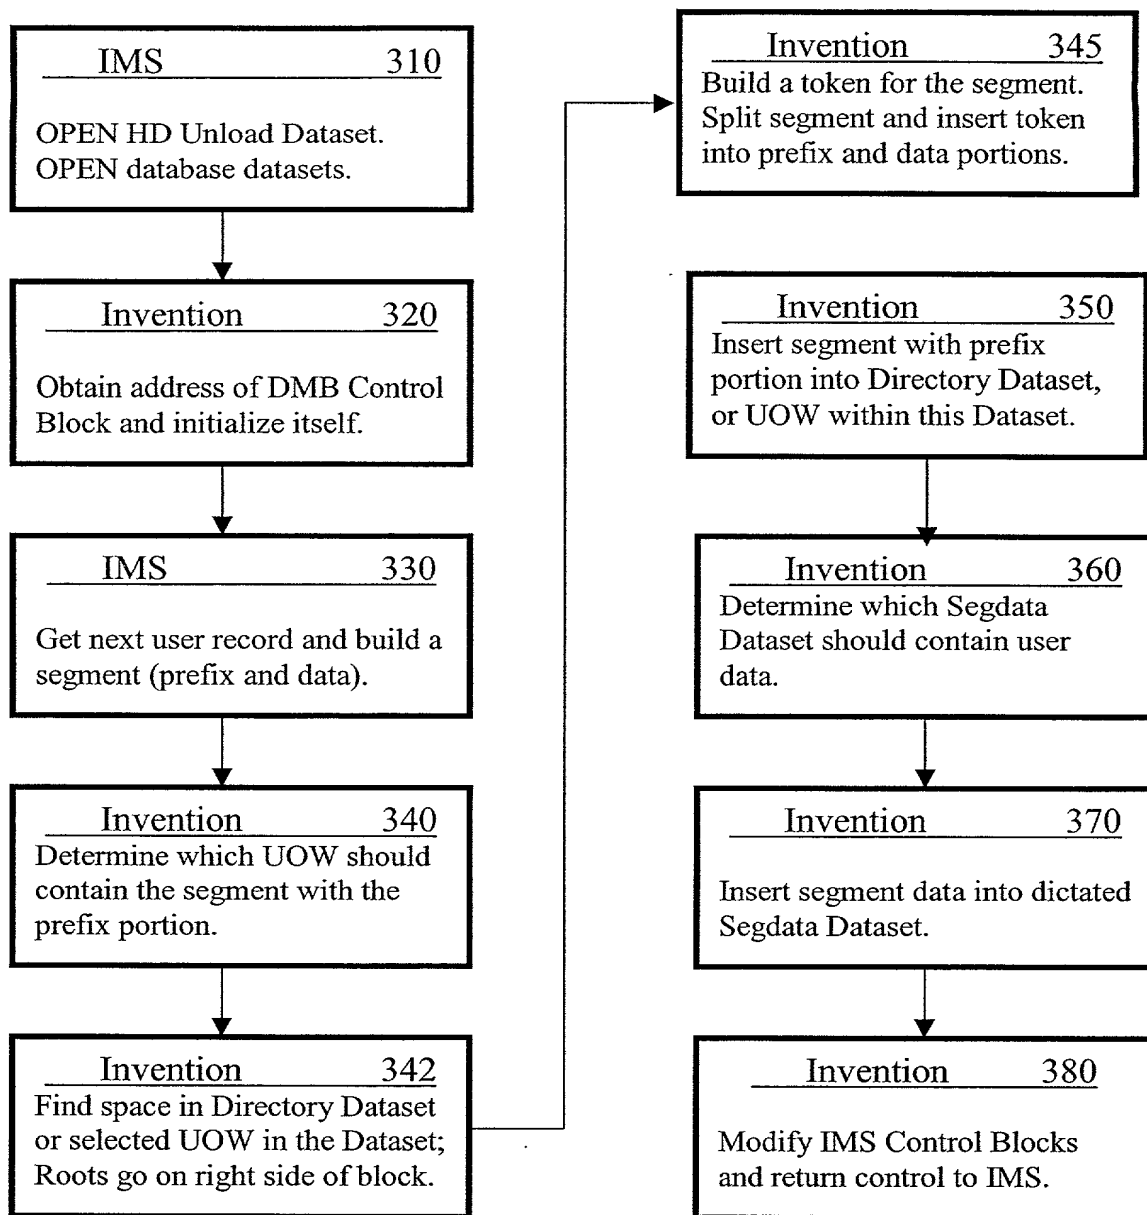 IMS 310
OPEN HD Unload Dataset.
OPEN database datasets.
Invention 320
Obtain address of DMB Control
Block and initialize itself.
IMS 330
Get next user record and build a
segment (prefix and data).
Invention 340
Determine which UOW should
contain the segment with the
prefix portion.
Invention 342
Find space in Directory Dataset
or selected UOW in the Dataset;
Roots go on right side of block.
Invention 345
Build a token for the segment.
Split segment and insert token
into prefix and data portions.
Invention 350
Insert segment with prefix
portion into Directory Dataset,
or UOW within this Dataset.
Invention 360
Determine which Segdata
Dataset should contain user
data.
Invention 370
Insert segment data into dictated
Segdata Dataset.
Invention 380
Modify IMS Control Blocks
and return control to IMS.